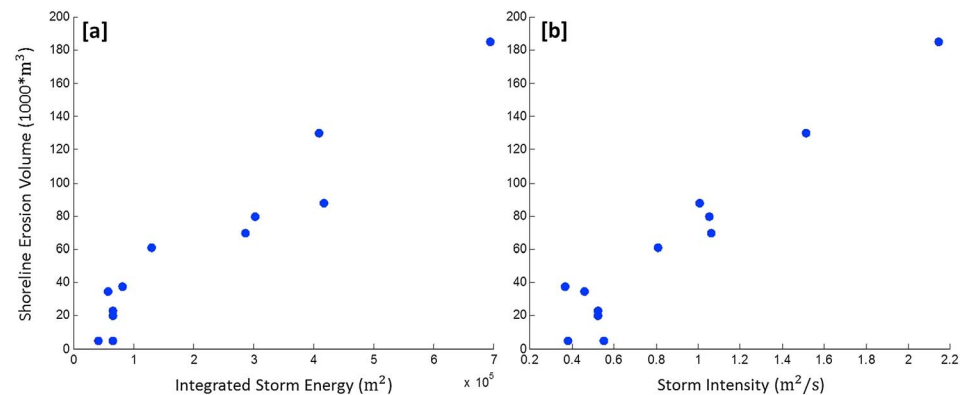 [a]
Shoreline Erosion Volume (1000*m³)
200
180
160
140
120
100
80
60
40
20
0
0 1 2 3 4 5 6 7
x 10⁵
Integrated Storm Energy (m²)
[b]
200
180
160
140
120
100
80
60
40
20
0
0.2 0.4 0.6 0.8 1 1.2 1.4 1.6 1.8 2 2.2
Storm Intensity (m²/s)